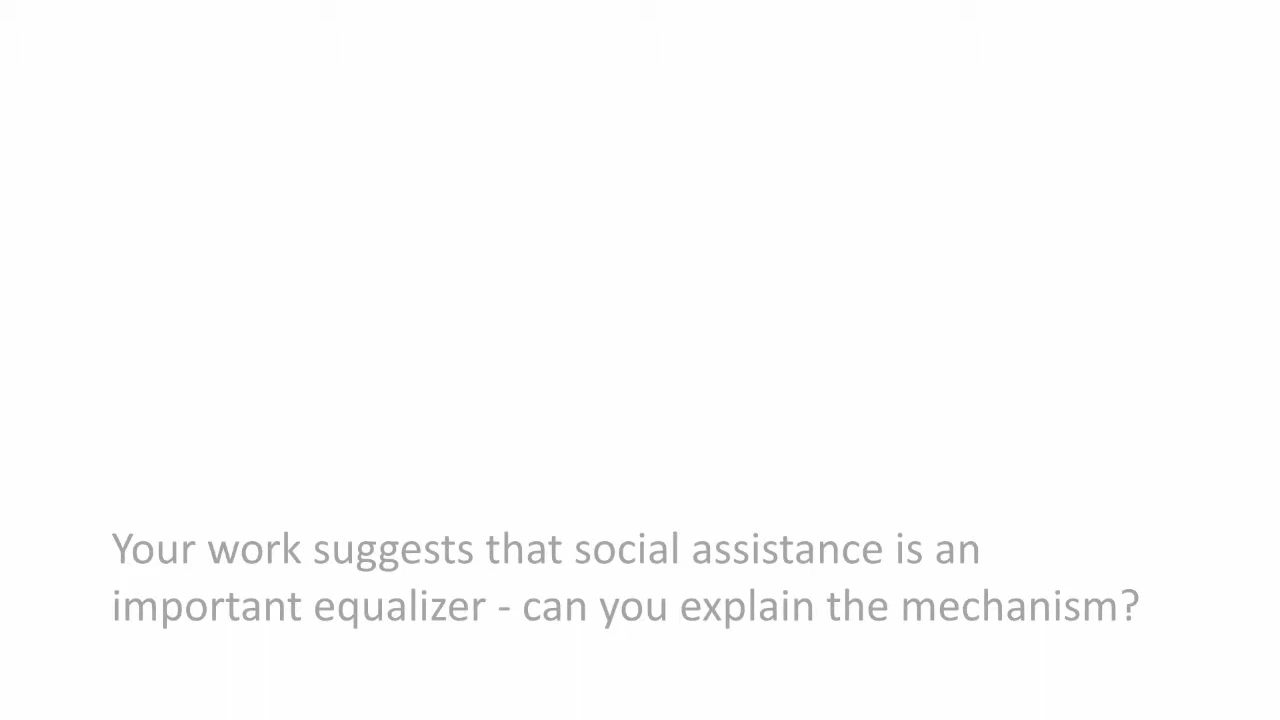 Your work suggests that social assistance is an
important equalizer - can you explain the mechanism?